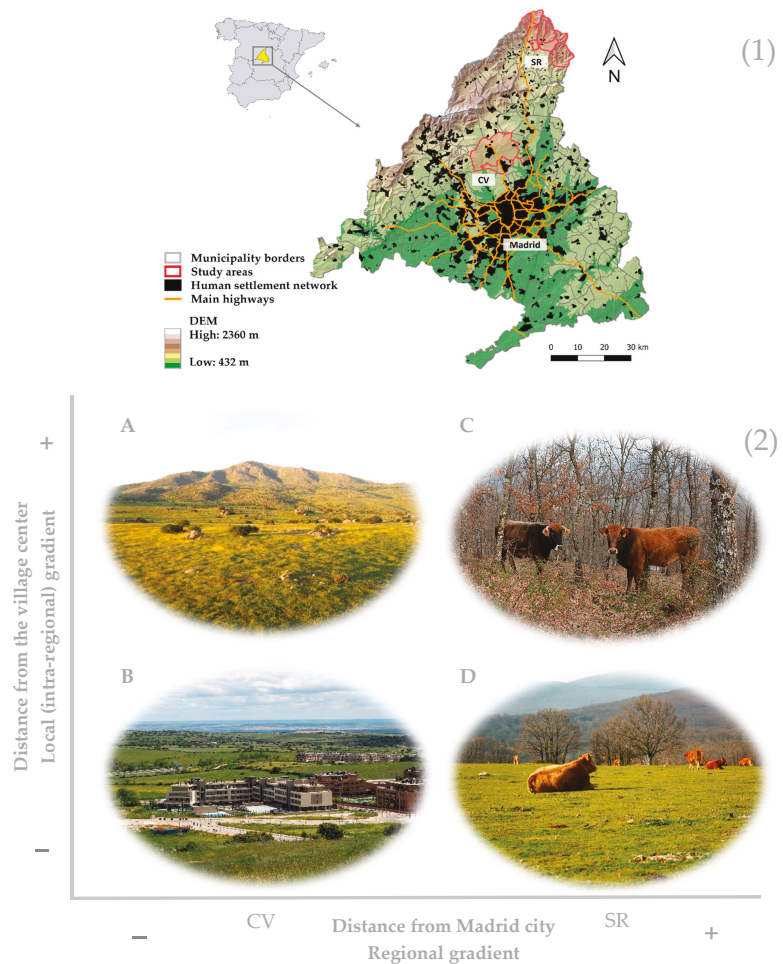 (1)
SR
N
CV
Madrid
Municipality borders
Study areas
Human settlement network
Main highways
DEM
High: 2360 m
Low: 432 m
0 10 20 30 km
(2)
A
C
B
D
+
Distance from the village center
Local (intra-regional) gradient
–
CV
SR
–
Distance from Madrid city
+
Regional gradient